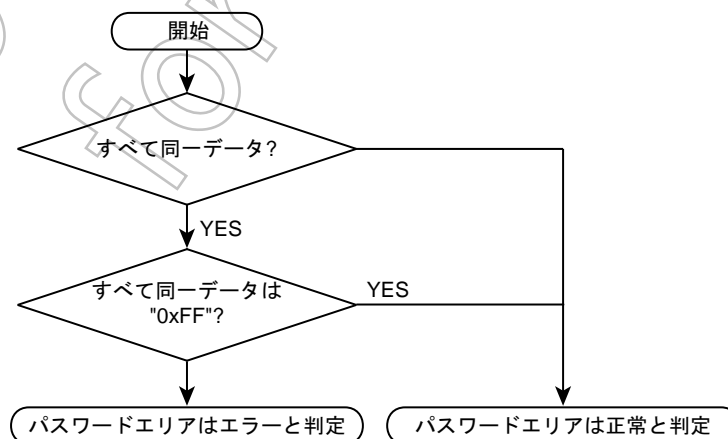 開始
すべて同一データ?
YES
すべて同一データは
"0xFF"?
YES
パスワードエリアはエラーと判定
パスワードエリアは正常と判定
for